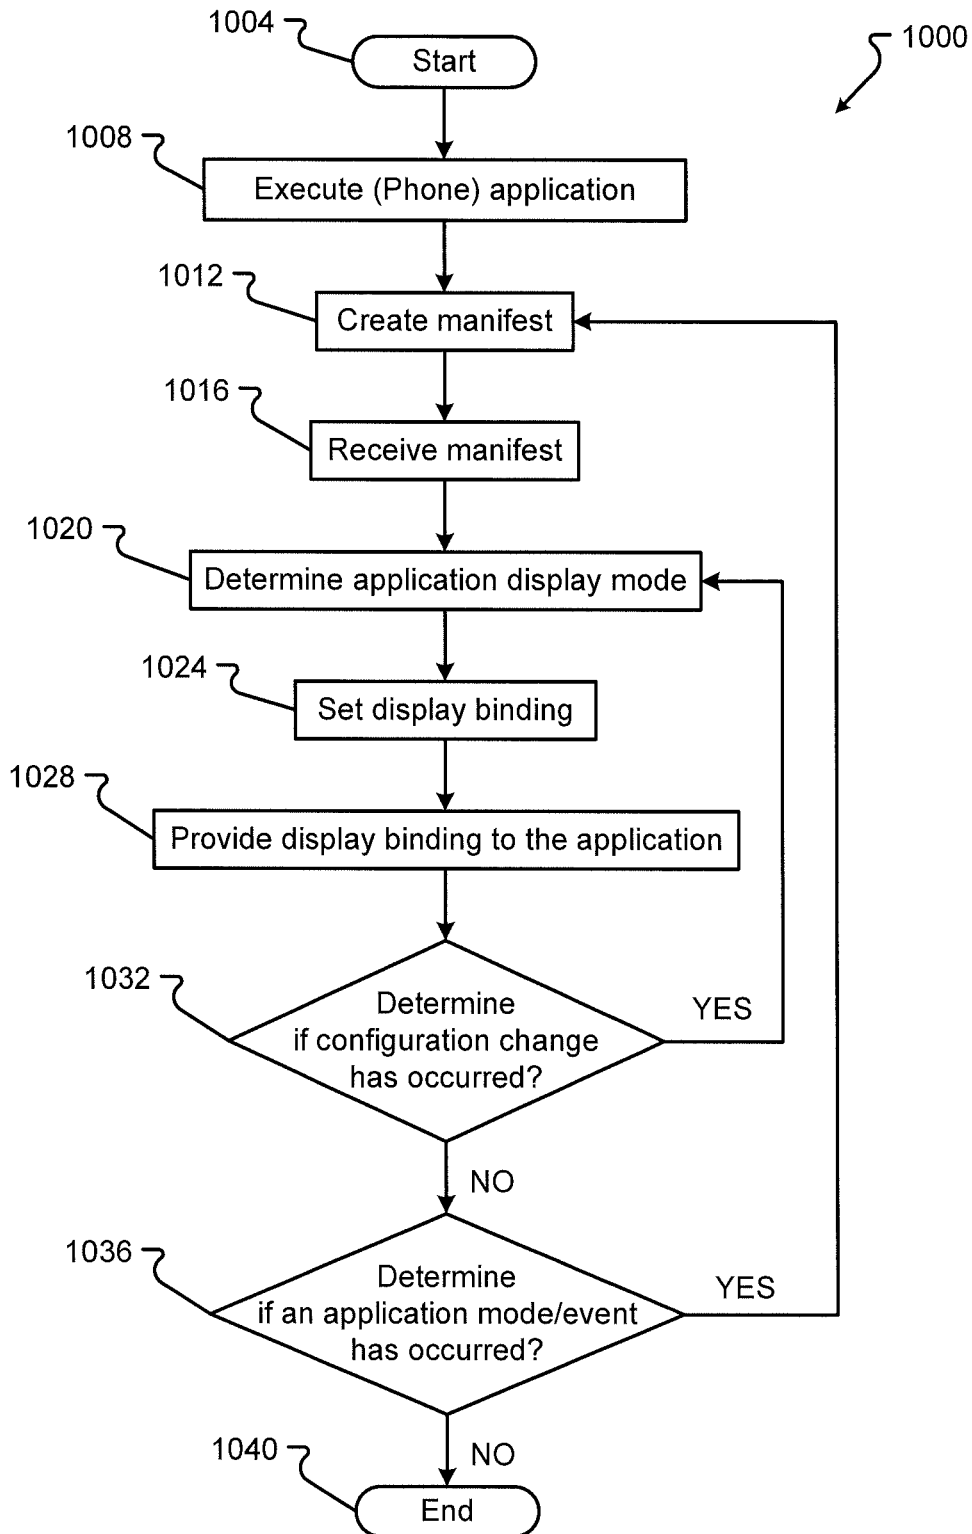 1004
Start
1000
1008
Execute (Phone) application
1012
Create manifest
1016
Receive manifest
1020
Determine application display mode
1024
Set display binding
1028
Provide display binding to the application
1032
Determine
if configuration change
has occurred?
YES
NO
1036
Determine
if an application mode/event
has occurred?
YES
NO
1040
End